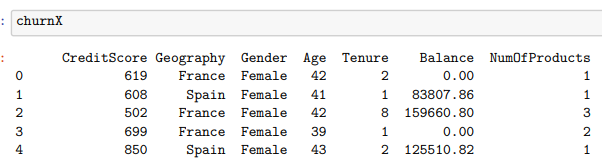 : churnX
: CreditScore Geography Gender Age Tenure Balance NumOfProducts
0 619 France Female 42 2 0.00 1
1 608 Spain Female 41 1 83807.86 1
2 502 France Female 42 8 159660.80 3
3 699 France Female 39 1 0.00 2
4 850 Spain Female 43 2 125510.82 1